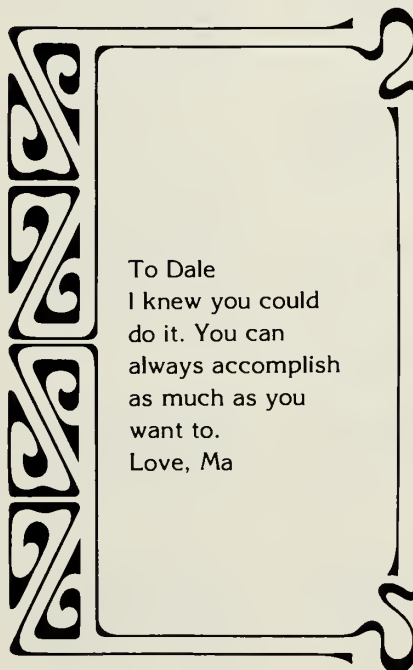 To Dale
I knew you could
do it. You can
always accomplish
as much as you
want to.
Love, Ma